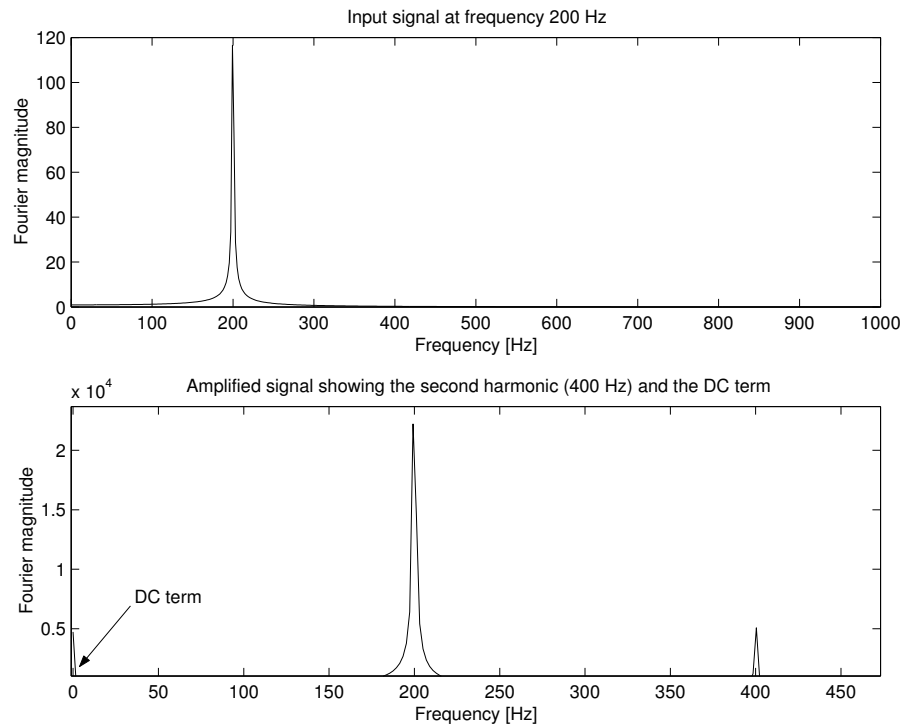 Input signal at frequency 200 Hz
120
100
80
60
40
20
0
Fourier magnitude
0 100 200 300 400 500 600 700 800 900 1000
Frequency [Hz]
x 10^4
Amplified signal showing the second harmonic (400 Hz) and the DC term
2
1.5
1
0.5
Fourier magnitude
DC term
0 50 100 150 200 250 300 350 400 450
Frequency [Hz]